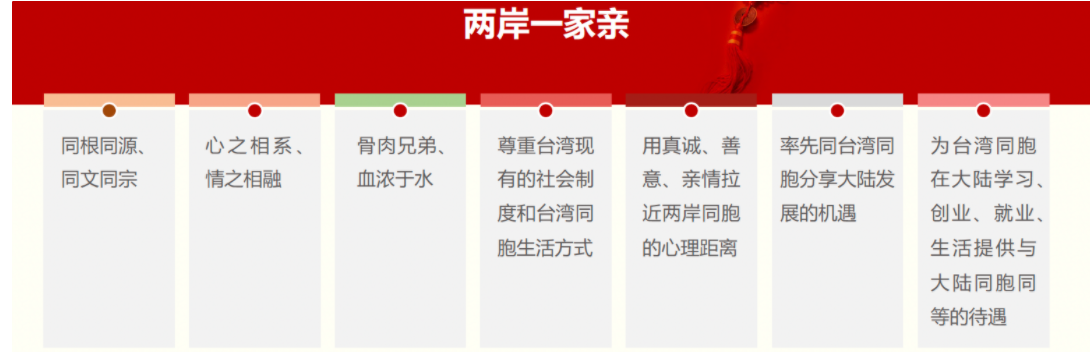 两岸一家亲
同根同源、
同文同宗
心之相系、
情之相融
骨肉兄弟、
血浓于水
尊重台湾现
有的社会制
度和台湾同
胞生活方式
用真诚、善
意、亲情拉
近两岸同胞
的心理距离
率先同台湾同
胞分享大陆发
展的机遇
为台湾同胞
在大陆学习、
创业、就业、
生活提供与
大陆同胞同
等的待遇